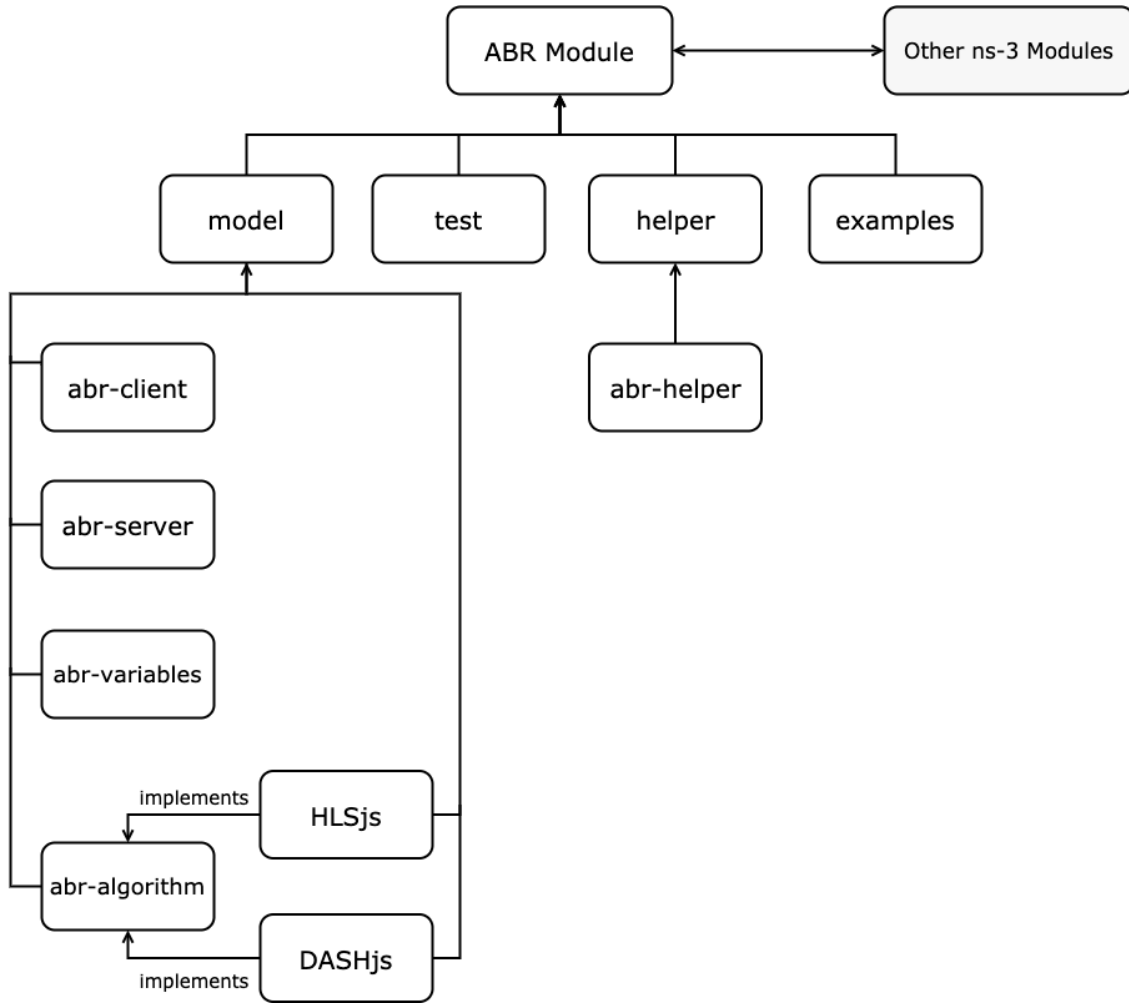 ABR Module
Other ns-3 Modules
model
test
helper
examples
abr-client
abr-helper
abr-server
abr-variables
implements
HLSjs
abr-algorithm
DASHjs
implements